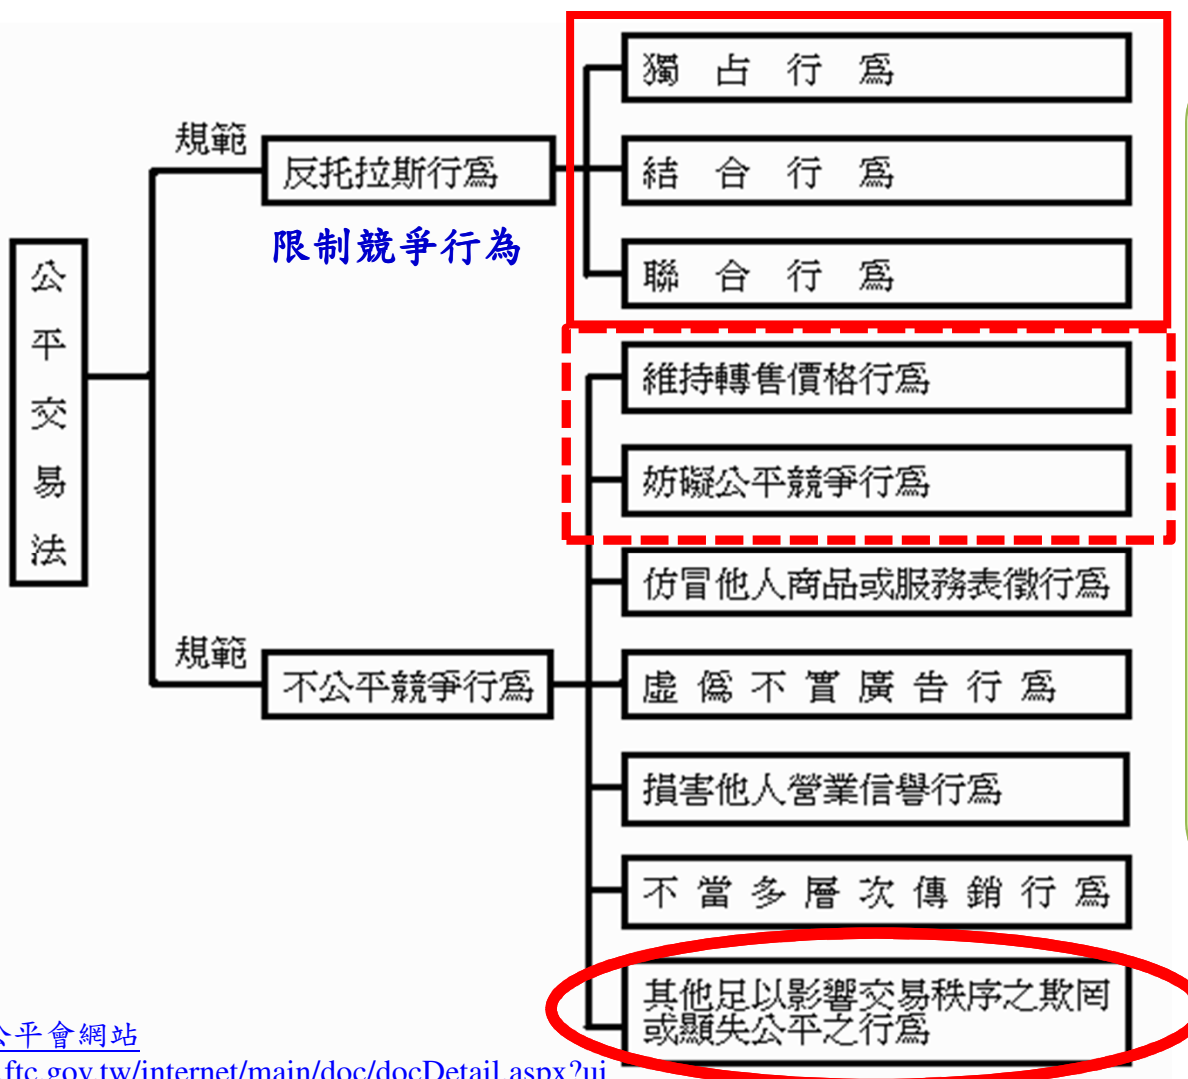 公平交易法
規範
反托拉斯行為
限制競爭行為
獨占行為
結合行為
聯合行為
規範
不公平競爭行為
維持轉售價格行為
妨礙公平競爭行為
仿冒他人商品或服務表徵行為
虛偽不實廣告行為
損害他人營業信譽行為
不當多層次傳銷行為
其他足以影響交易秩序之欺罔
或顯失公平之行為
公平會網站
.ftc.gov.tw/internet/main/doc/docDetail.aspx?ui